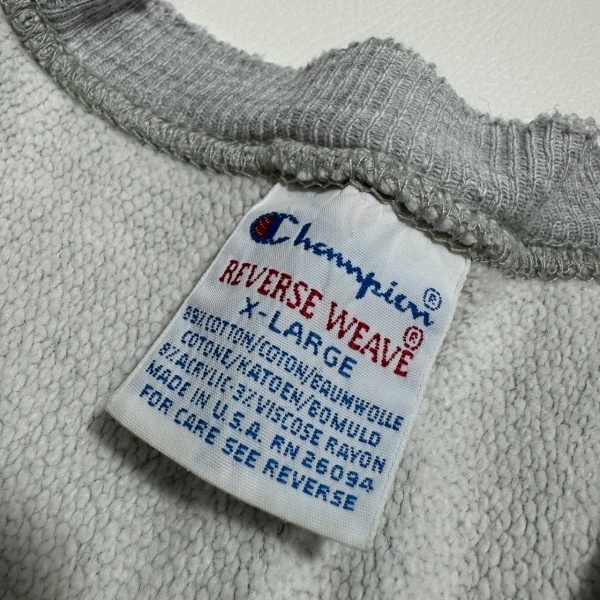 Champion®
REVERSE WEAVE®
X-LARGE
89% COTTON/COTON/BAUMWOLLE
COTONE/KATOEN/BOMULD
8% ACRYLIC-3% VISCOSE RAYON
MADE IN U.S.A. RN 26094
FOR CARE SEE REVERSE